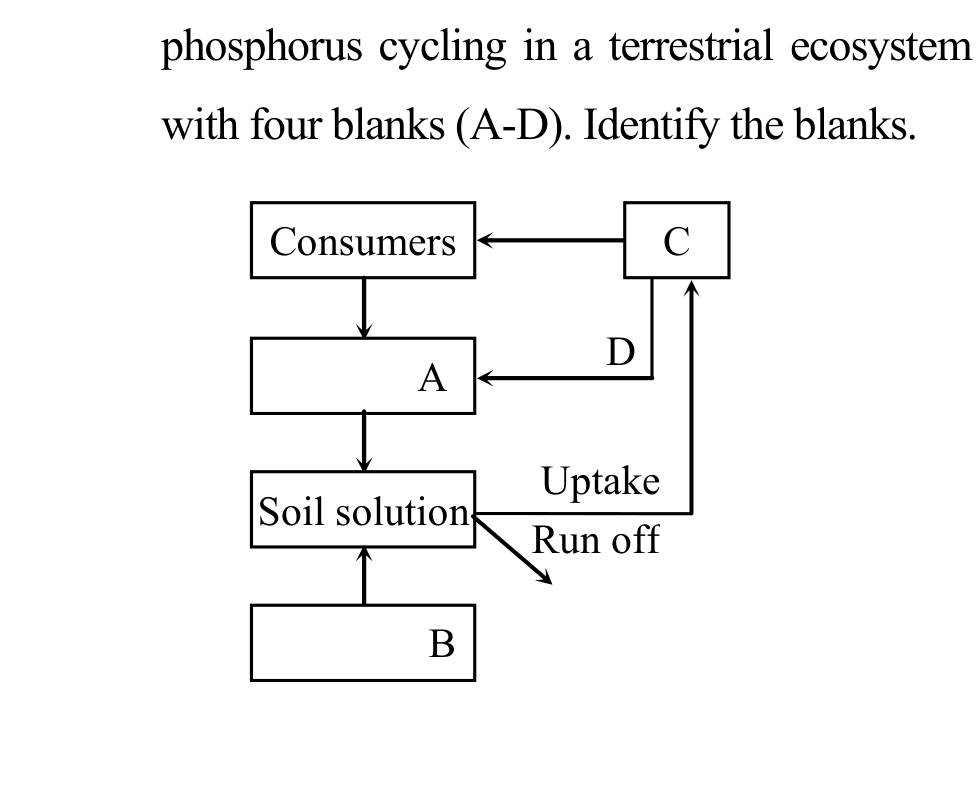 phosphorus cycling in a terrestrial ecosystem
with four blanks (A-D). Identify the blanks.
Consumers
C
D
A
Uptake
Soil solution
Run off
B